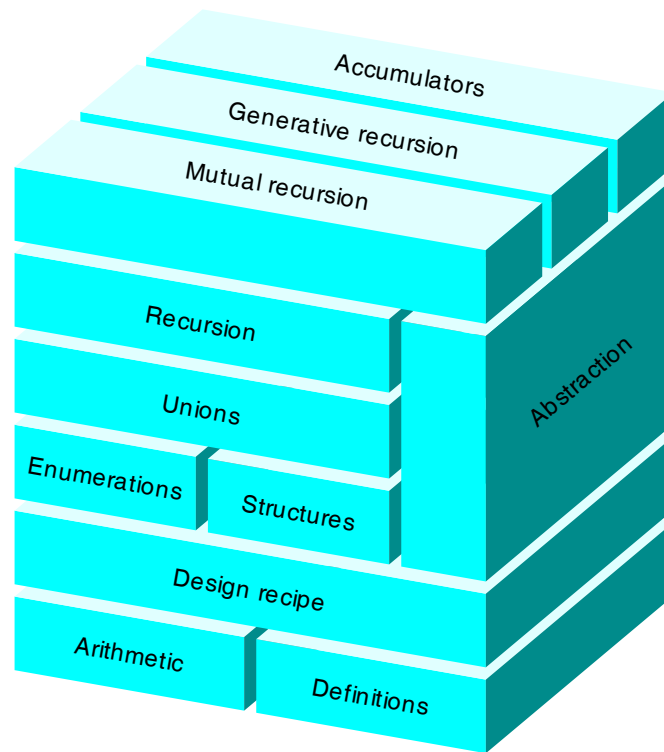 Accumulators
Generative recursion
Mutual recursion
Recursion
Abstraction
Unions
Enumerations
Structures
Design recipe
Arithmetic
Definitions